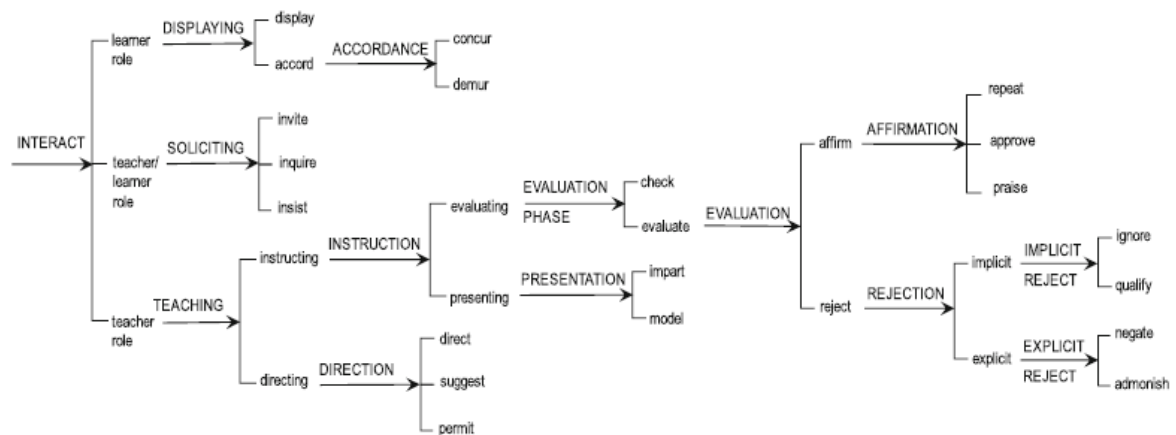 INTERACT
learner
role
DISPLAYING
display
accord
ACCORDANCE
concur
demur
teacher/
learner
role
SOLICITING
invite
inquire
insist
teacher
role
TEACHING
instructing
INSTRUCTION
evaluating
EVALUATION
PHASE
check
evaluate
EVALUATION
affirm
AFFIRMATION
repeat
approve
praise
reject
REJECTION
implicit
IMPLICIT
REJECT
ignore
qualify
explicit
EXPLICIT
REJECT
negate
admonish
presenting
PRESENTATION
impart
model
directing
DIRECTION
direct
suggest
permit